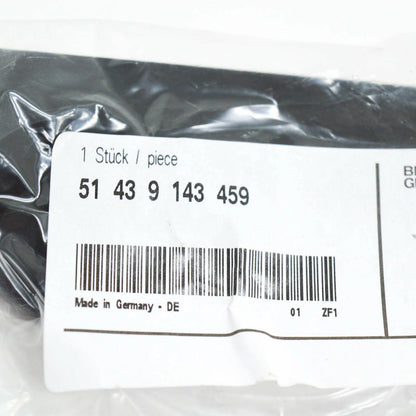 1 Stück / piece
51 43 9 143 459
Made in Germany - DE 01 ZF1